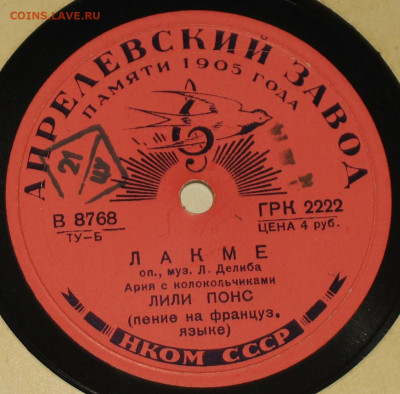 COINS.LAVE.RU
АПРЕЛЕВСКИЙ ЗАВОД
ПАМЯТИ 1905 ГОДА
21
Ш
В 8768
ТУ-Б
ГРК 2222
ЦЕНА 4 руб.
ЛАКМЕ
оп., муз. Л. Делиба
Ария с колокольчиками
ЛИЛИ ПОНС
(пение на француз.
языке)
НКОМ СССР